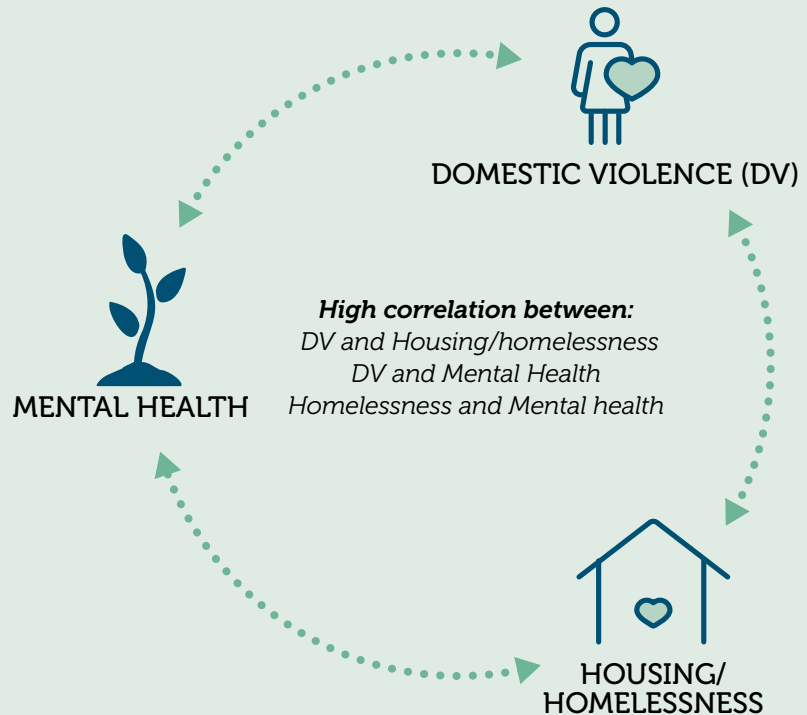 DOMESTIC VIOLENCE (DV)
High correlation between:
DV and Housing/homelessness
DV and Mental Health
Homelessness and Mental health
MENTAL HEALTH
HOUSING/
HOMELESSNESS